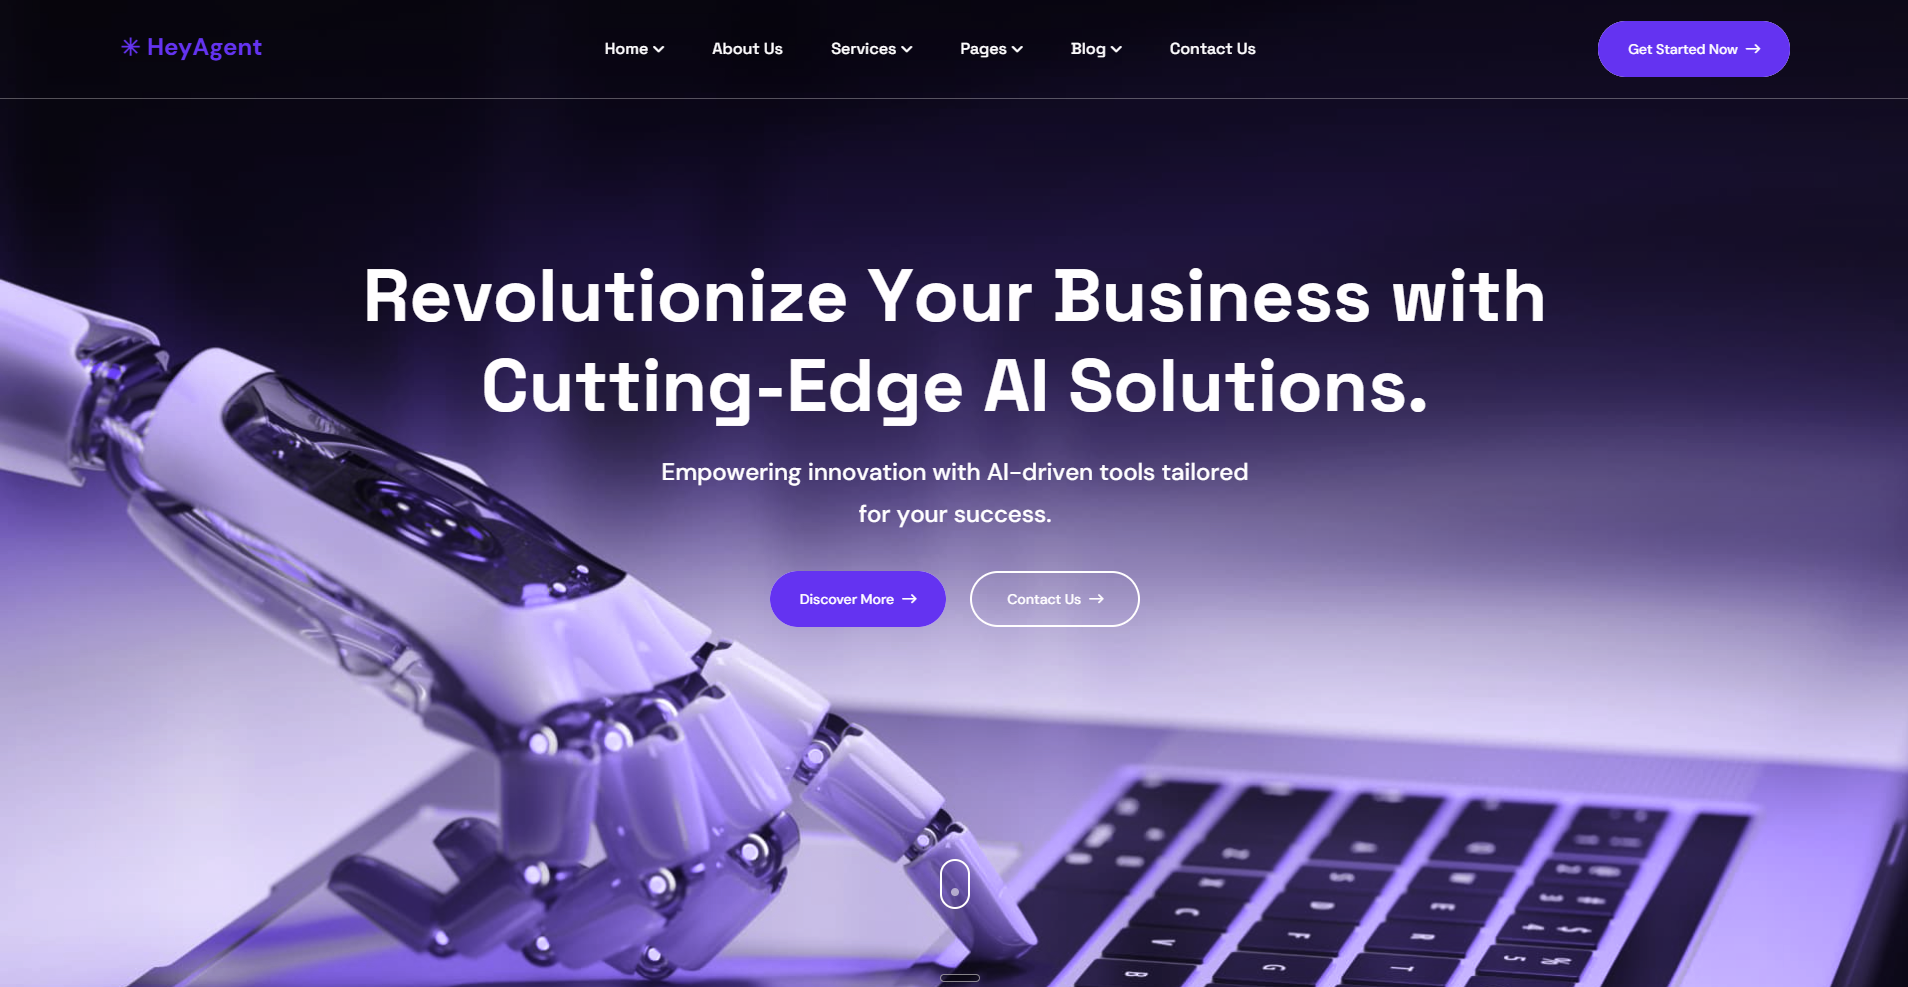 HeyAgent
Home
About Us
Services
Pages
Blog
Contact Us
Get Started Now
Revolutionize Your Business with
Cutting-Edge AI Solutions.
Empowering innovation with AI-driven tools tailored
for your success.
Discover More
Contact Us